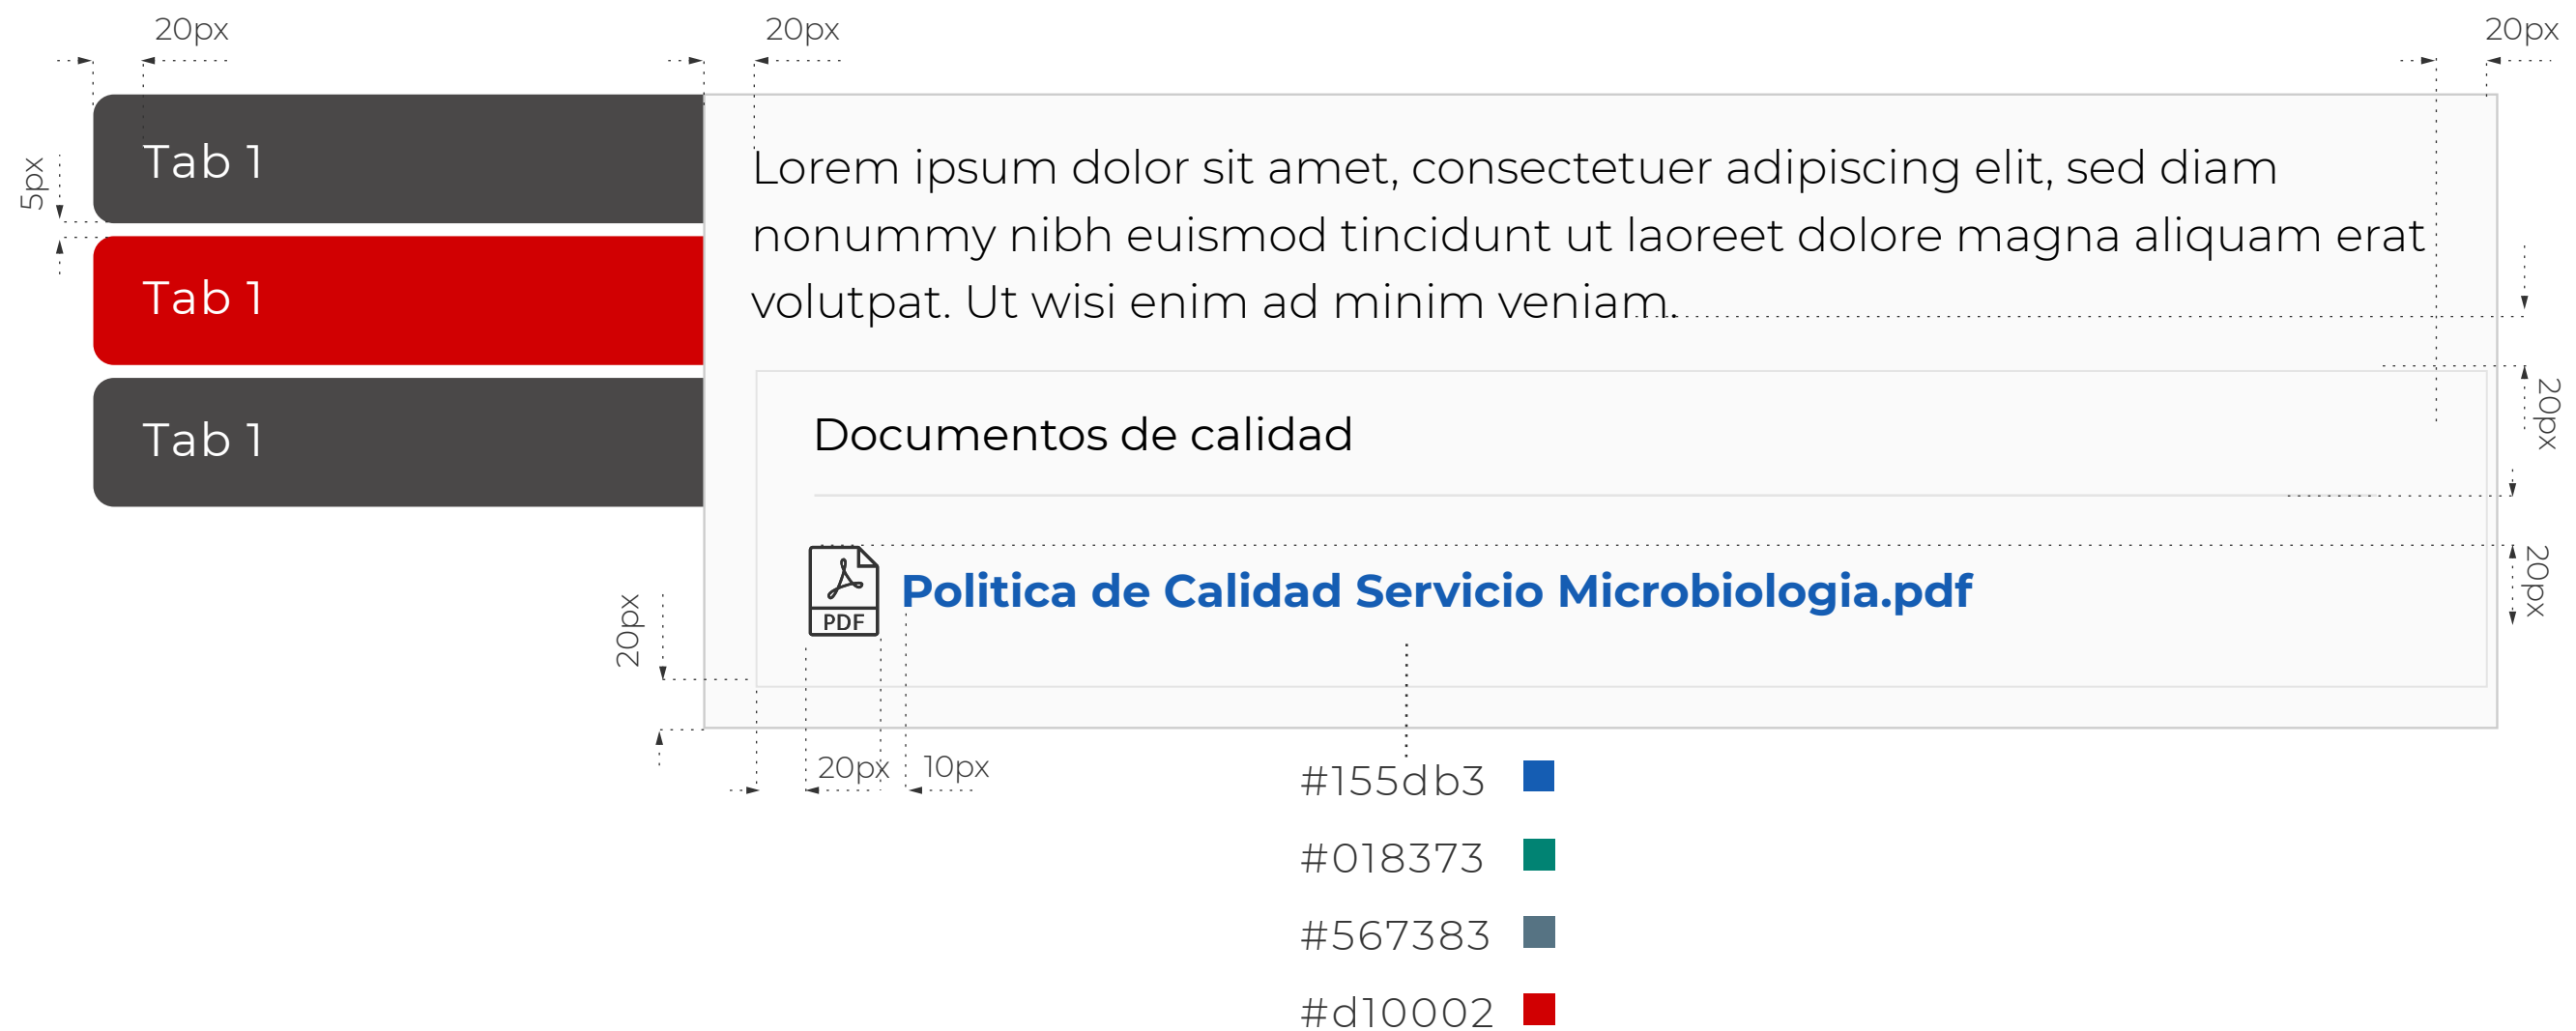 20px
20px
20px
5px
Tab 1
Tab 1
Tab 1
Lorem ipsum dolor sit amet, consectetuer adipiscing elit, sed diam
nonummy nibh euismod tincidunt ut laoreet dolore magna aliquam erat
volutpat. Ut wisi enim ad minim veniam.
20px
Documentos de calidad
PDF
Politica de Calidad Servicio Microbiologia.pdf
20px
20px
20px
10px
#155db3
#018373
#567383
#d10002